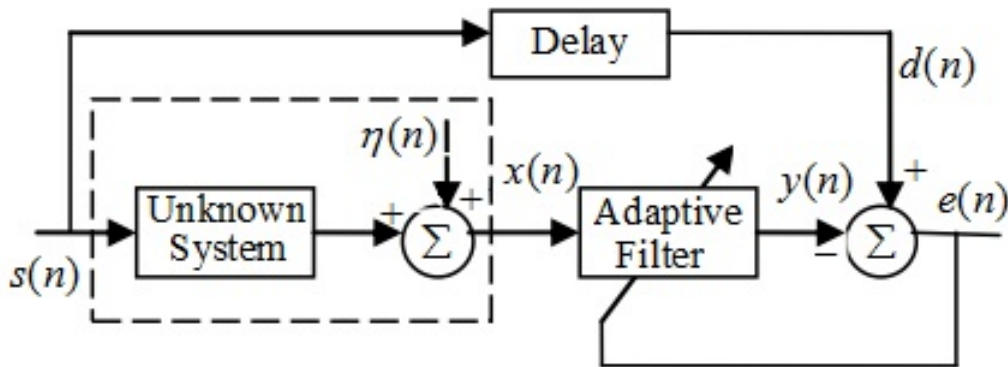 Delay
d(n)
η(n)
x(n)
y(n)
+
e(n)
Unknown
System
+
+
Σ
Adaptive
Filter
−
Σ
s(n)